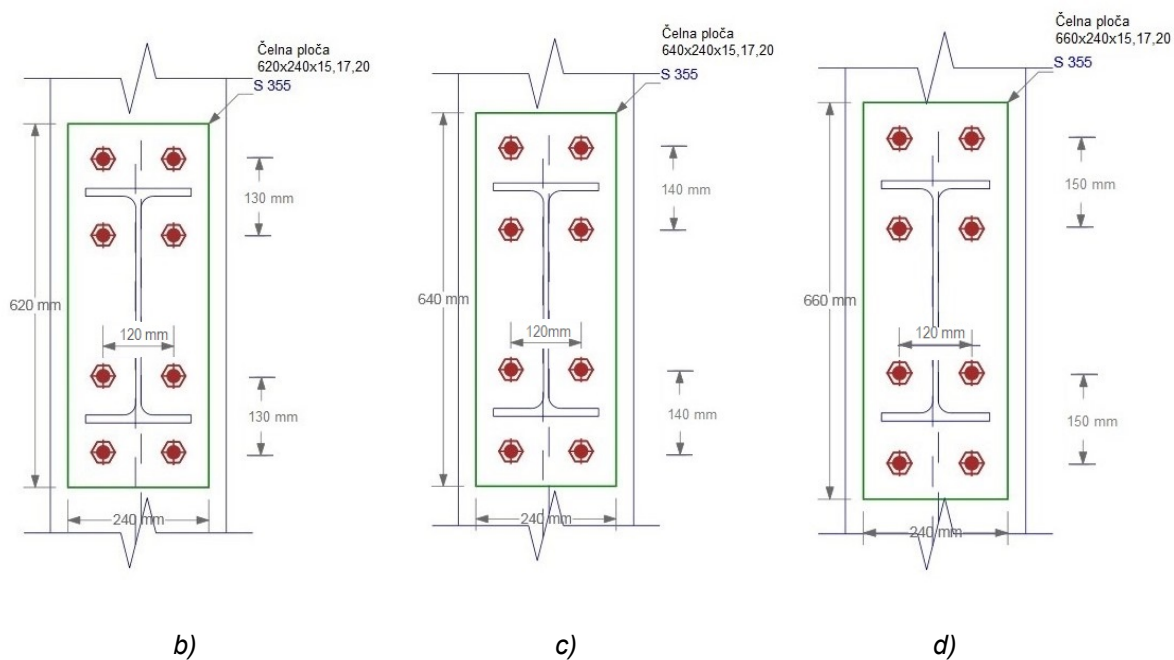 Čelna ploča
620x240x15,17,20
S 355
130 mm
620 mm
120 mm
130 mm
240 mm
b)
Čelna ploča
640x240x15,17,20
S 355
140 mm
640 mm
120mm
140 mm
240 mm
c)
Čelna ploča
660x240x15,17,20
S 355
150 mm
660 mm
120 mm
150 mm
240 mm
d)